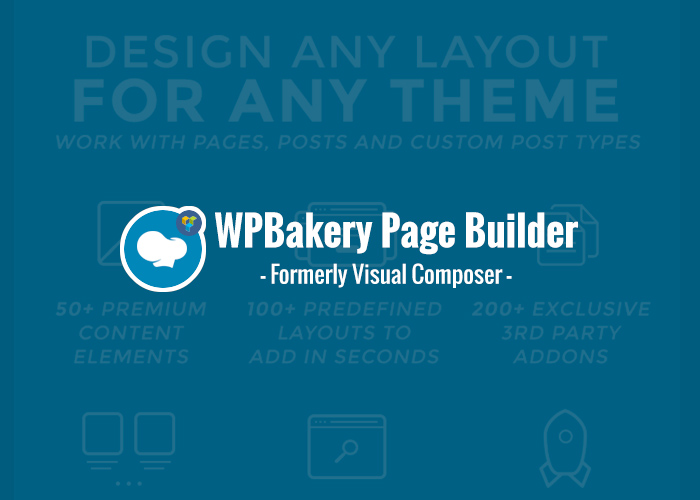 DESIGN ANY LAYOUT
FOR ANY THEME
WORK WITH PAGES, POSTS AND CUSTOM POST TYPES
WPBakery Page Builder
- Formerly Visual Composer -
50+ PREMIUM
CONTENT
ELEMENTS
100+ PREDEFINED
LAYOUTS TO
ADD IN SECONDS
200+ EXCLUSIVE
3RD PARTY
ADDONS